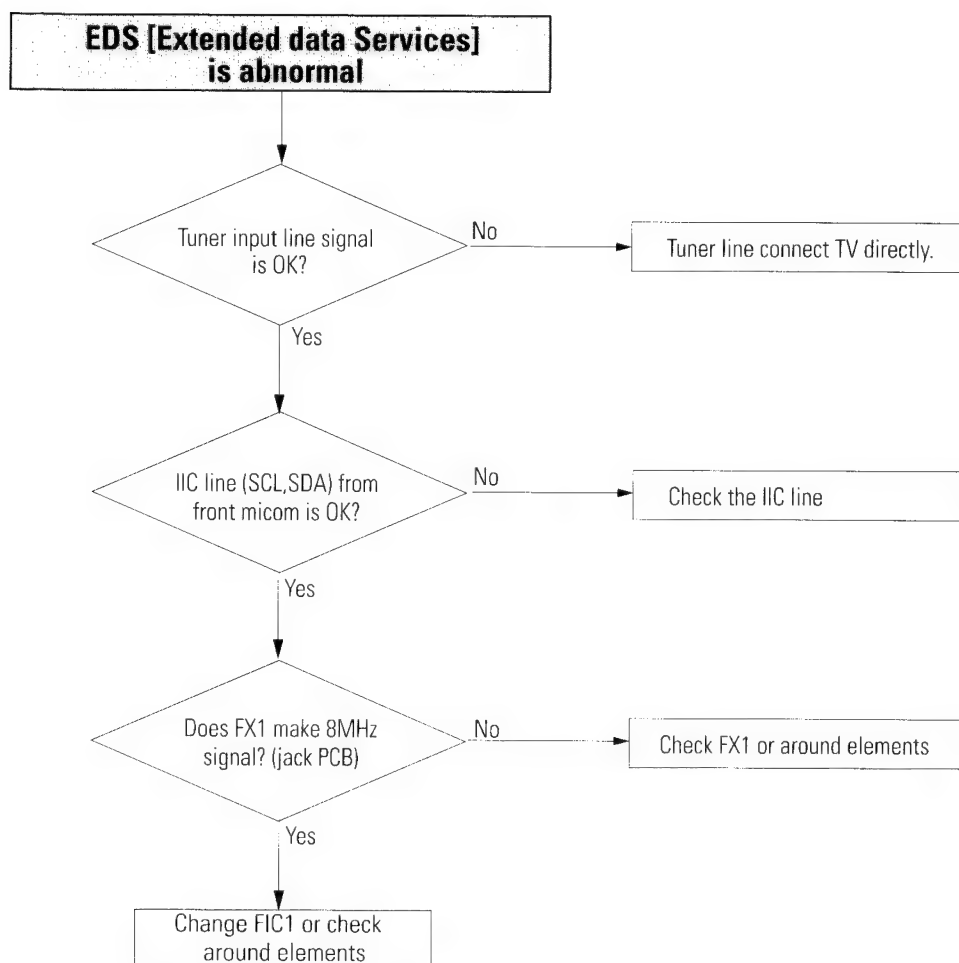 EDS [Extended data Services]
is abnormal
Tuner input line signal
is OK?
No
Tuner line connect TV directly.
Yes
IIC line (SCL,SDA) from
front micom is OK?
No
Check the IIC line
Yes
Does FX1 make 8MHz
signal? (jack PCB)
No
Check FX1 or around elements
Yes
Change FIC1 or check
around elements